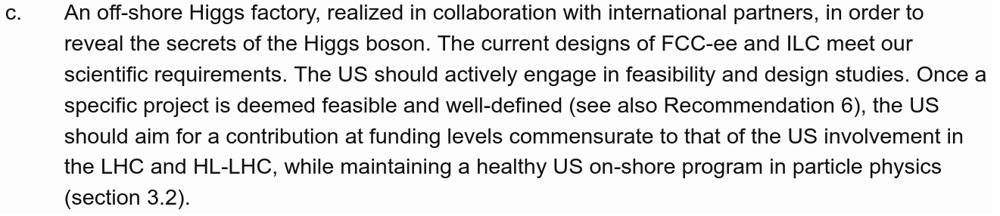 c. An off-shore Higgs factory, realized in collaboration with international partners, in order to
reveal the secrets of the Higgs boson. The current designs of FCC-ee and ILC meet our
scientific requirements. The US should actively engage in feasibility and design studies. Once a
specific project is deemed feasible and well-defined (see also Recommendation 6), the US
should aim for a contribution at funding levels commensurate to that of the US involvement in
the LHC and HL-LHC, while maintaining a healthy US on-shore program in particle physics
(section 3.2).